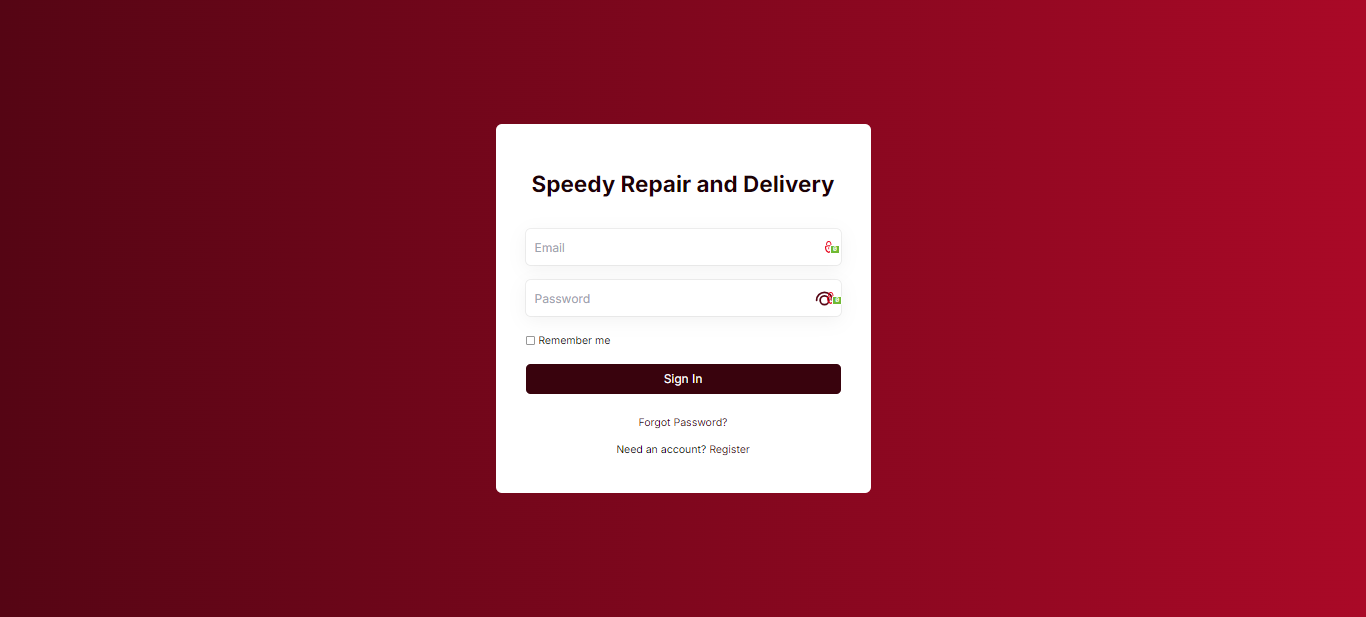 Speedy Repair and Delivery
Email
Password
Remember me
Sign In
Forgot Password?
Need an account? Register